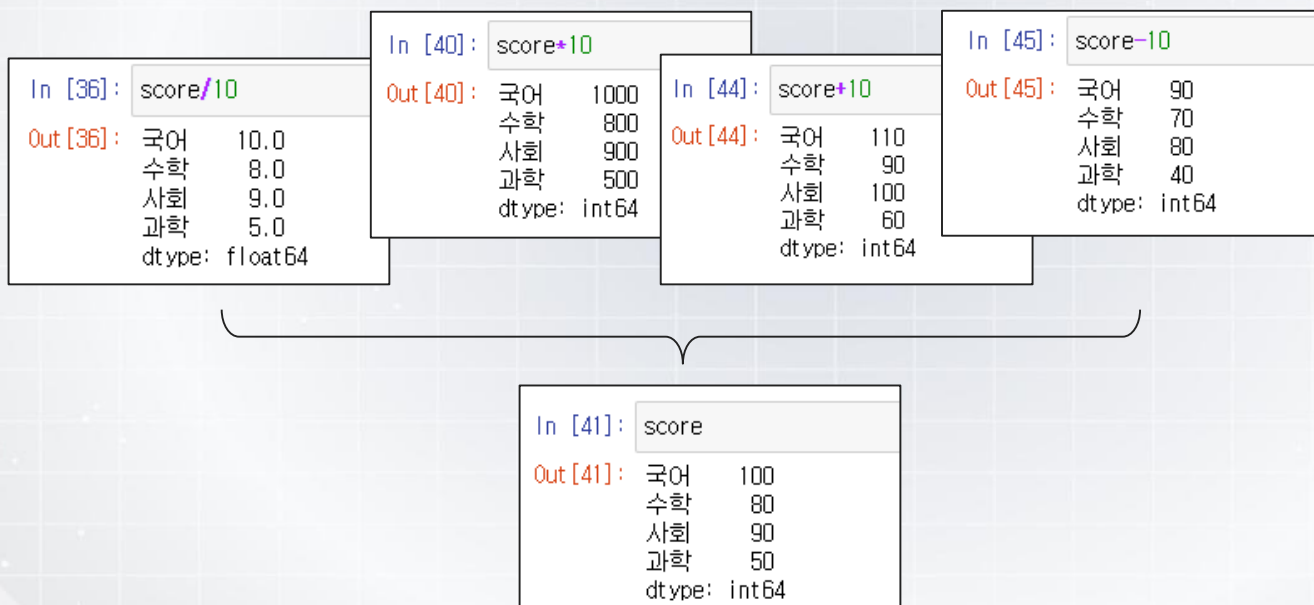 In [36]: score/10
Out[36]: 국어 10.0
수학 8.0
사회 9.0
과학 5.0
dtype: float64
In [40]: score*10
Out[40]: 국어 1000
수학 800
사회 900
과학 500
dtype: int64
In [44]: score+10
Out[44]: 국어 110
수학 90
사회 100
과학 60
dtype: int64
In [45]: score-10
Out[45]: 국어 90
수학 70
사회 80
과학 40
dtype: int64
In [41]: score
Out[41]: 국어 100
수학 80
사회 90
과학 50
dtype: int64